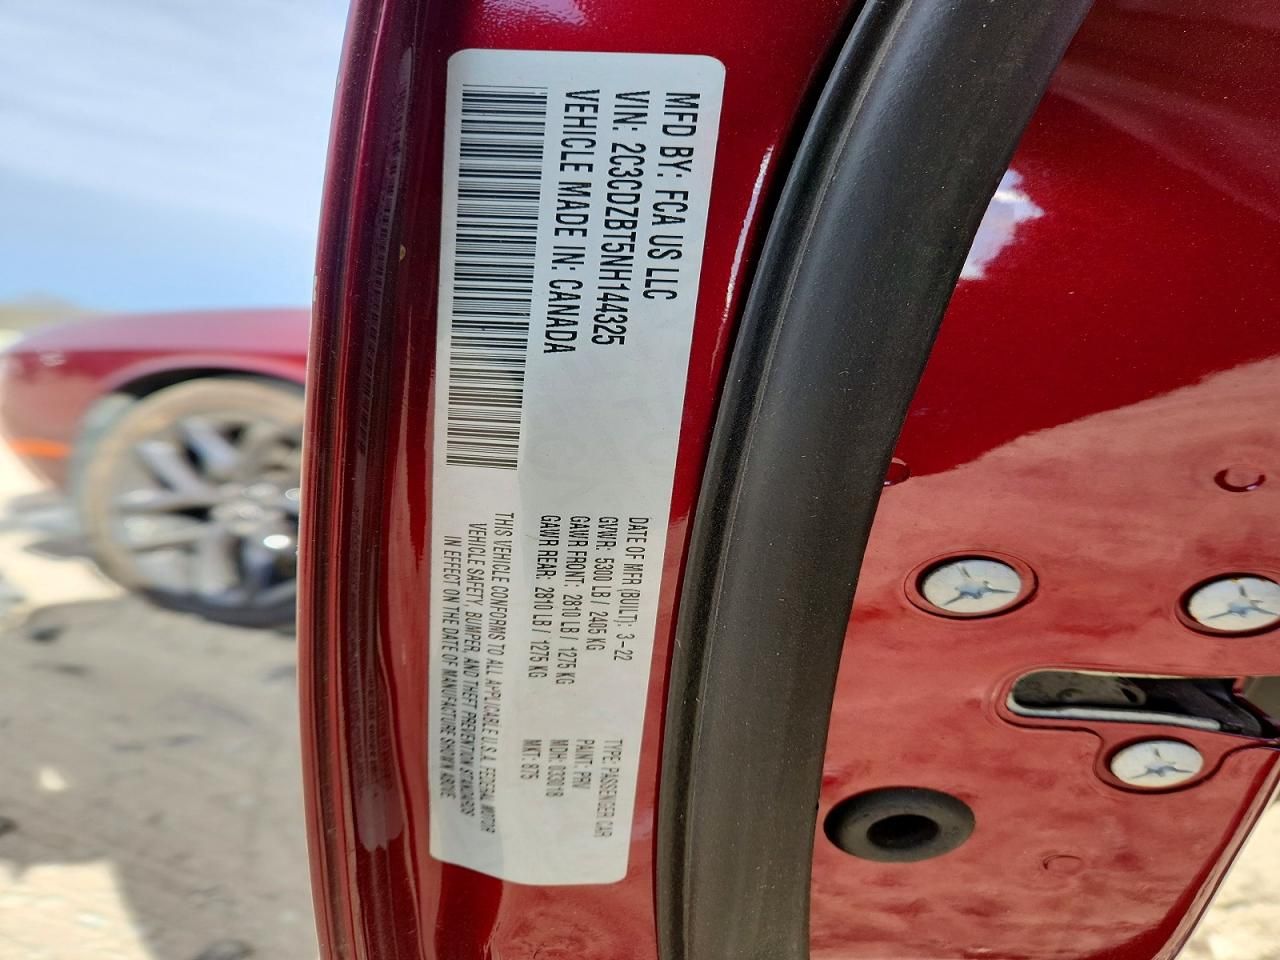 MFD BY: FCA US LLC
VIN: 2C3CDZBT5NH144325
VEHICLE MADE IN: CANADA
DATE OF MFR (BUILT): 3-22
GVWR: 5300 LB / 2405 KG
GAWR FRONT: 2810 LB / 1275 KG
GAWR REAR: 2810 LB / 1275 KG
TYPE: PASSENGER CAR
PAINT: PRV
MDH: 033018
MKT: 875
THIS VEHICLE CONFORMS TO ALL APPLICABLE U.S.A. FEDERAL MOTOR
VEHICLE SAFETY, BUMPER, AND THEFT PREVENTION STANDARDS
IN EFFECT ON THE DATE OF MANUFACTURE SHOWN ABOVE.